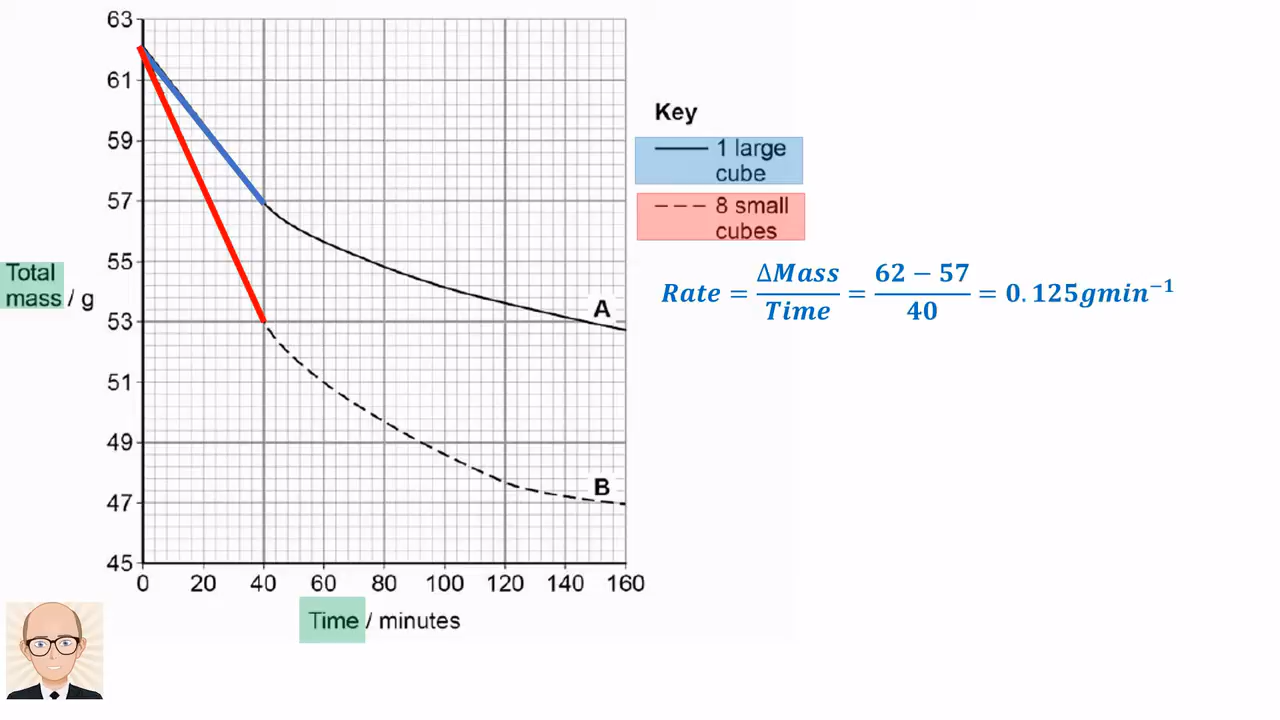 63
61
59
57
55
53
51
49
47
45
Total
mass / g
0 20 40 60 80 100 120 140 160
Time / minutes
A
B
Key
1 large
cube
8 small
cubes
Rate = ΔMass/Time = 62 − 57/40 = 0.125gmin⁻¹